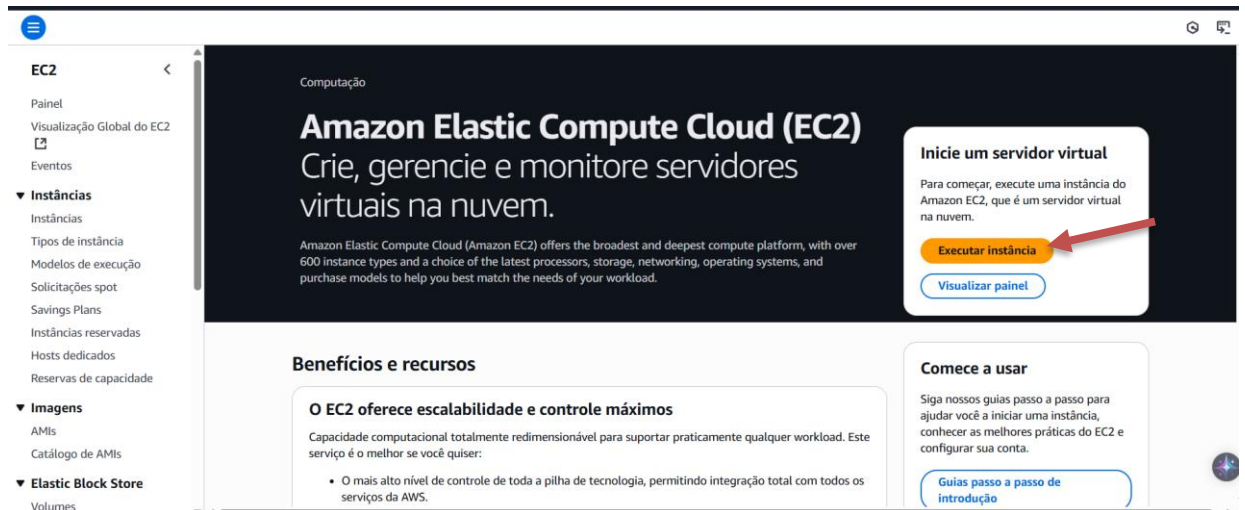 EC2
Painel
Visualização Global do EC2
Eventos
Instâncias
Instâncias
Tipos de instância
Modelos de execução
Solicitações spot
Savings Plans
Instâncias reservadas
Hosts dedicados
Reservas de capacidade
Imagens
AMIs
Catálogo de AMIs
Elastic Block Store
Volumes
Computação
Amazon Elastic Compute Cloud (EC2)
Crie, gerencie e monitore servidores
virtuais na nuvem.
Amazon Elastic Compute Cloud (Amazon EC2) offers the broadest and deepest compute platform, with over
600 instance types and a choice of the latest processors, storage, networking, operating systems, and
purchase models to help you best match the needs of your workload.
Inicie um servidor virtual
Para começar, execute uma instância do
Amazon EC2, que é um servidor virtual
na nuvem.
Executar instância
Visualizar painel
Benefícios e recursos
O EC2 oferece escalabilidade e controle máximos
Capacidade computacional totalmente redimensionável para suportar praticamente qualquer workload. Este
serviço é o melhor se você quiser:
• O mais alto nível de controle de toda a pilha de tecnologia, permitindo integração total com todos os
serviços da AWS.
Comece a usar
Siga nossos guias passo a passo para
ajudar você a iniciar uma instância,
conhecer as melhores práticas do EC2 e
configurar sua conta.
Guias passo a passo de
introdução